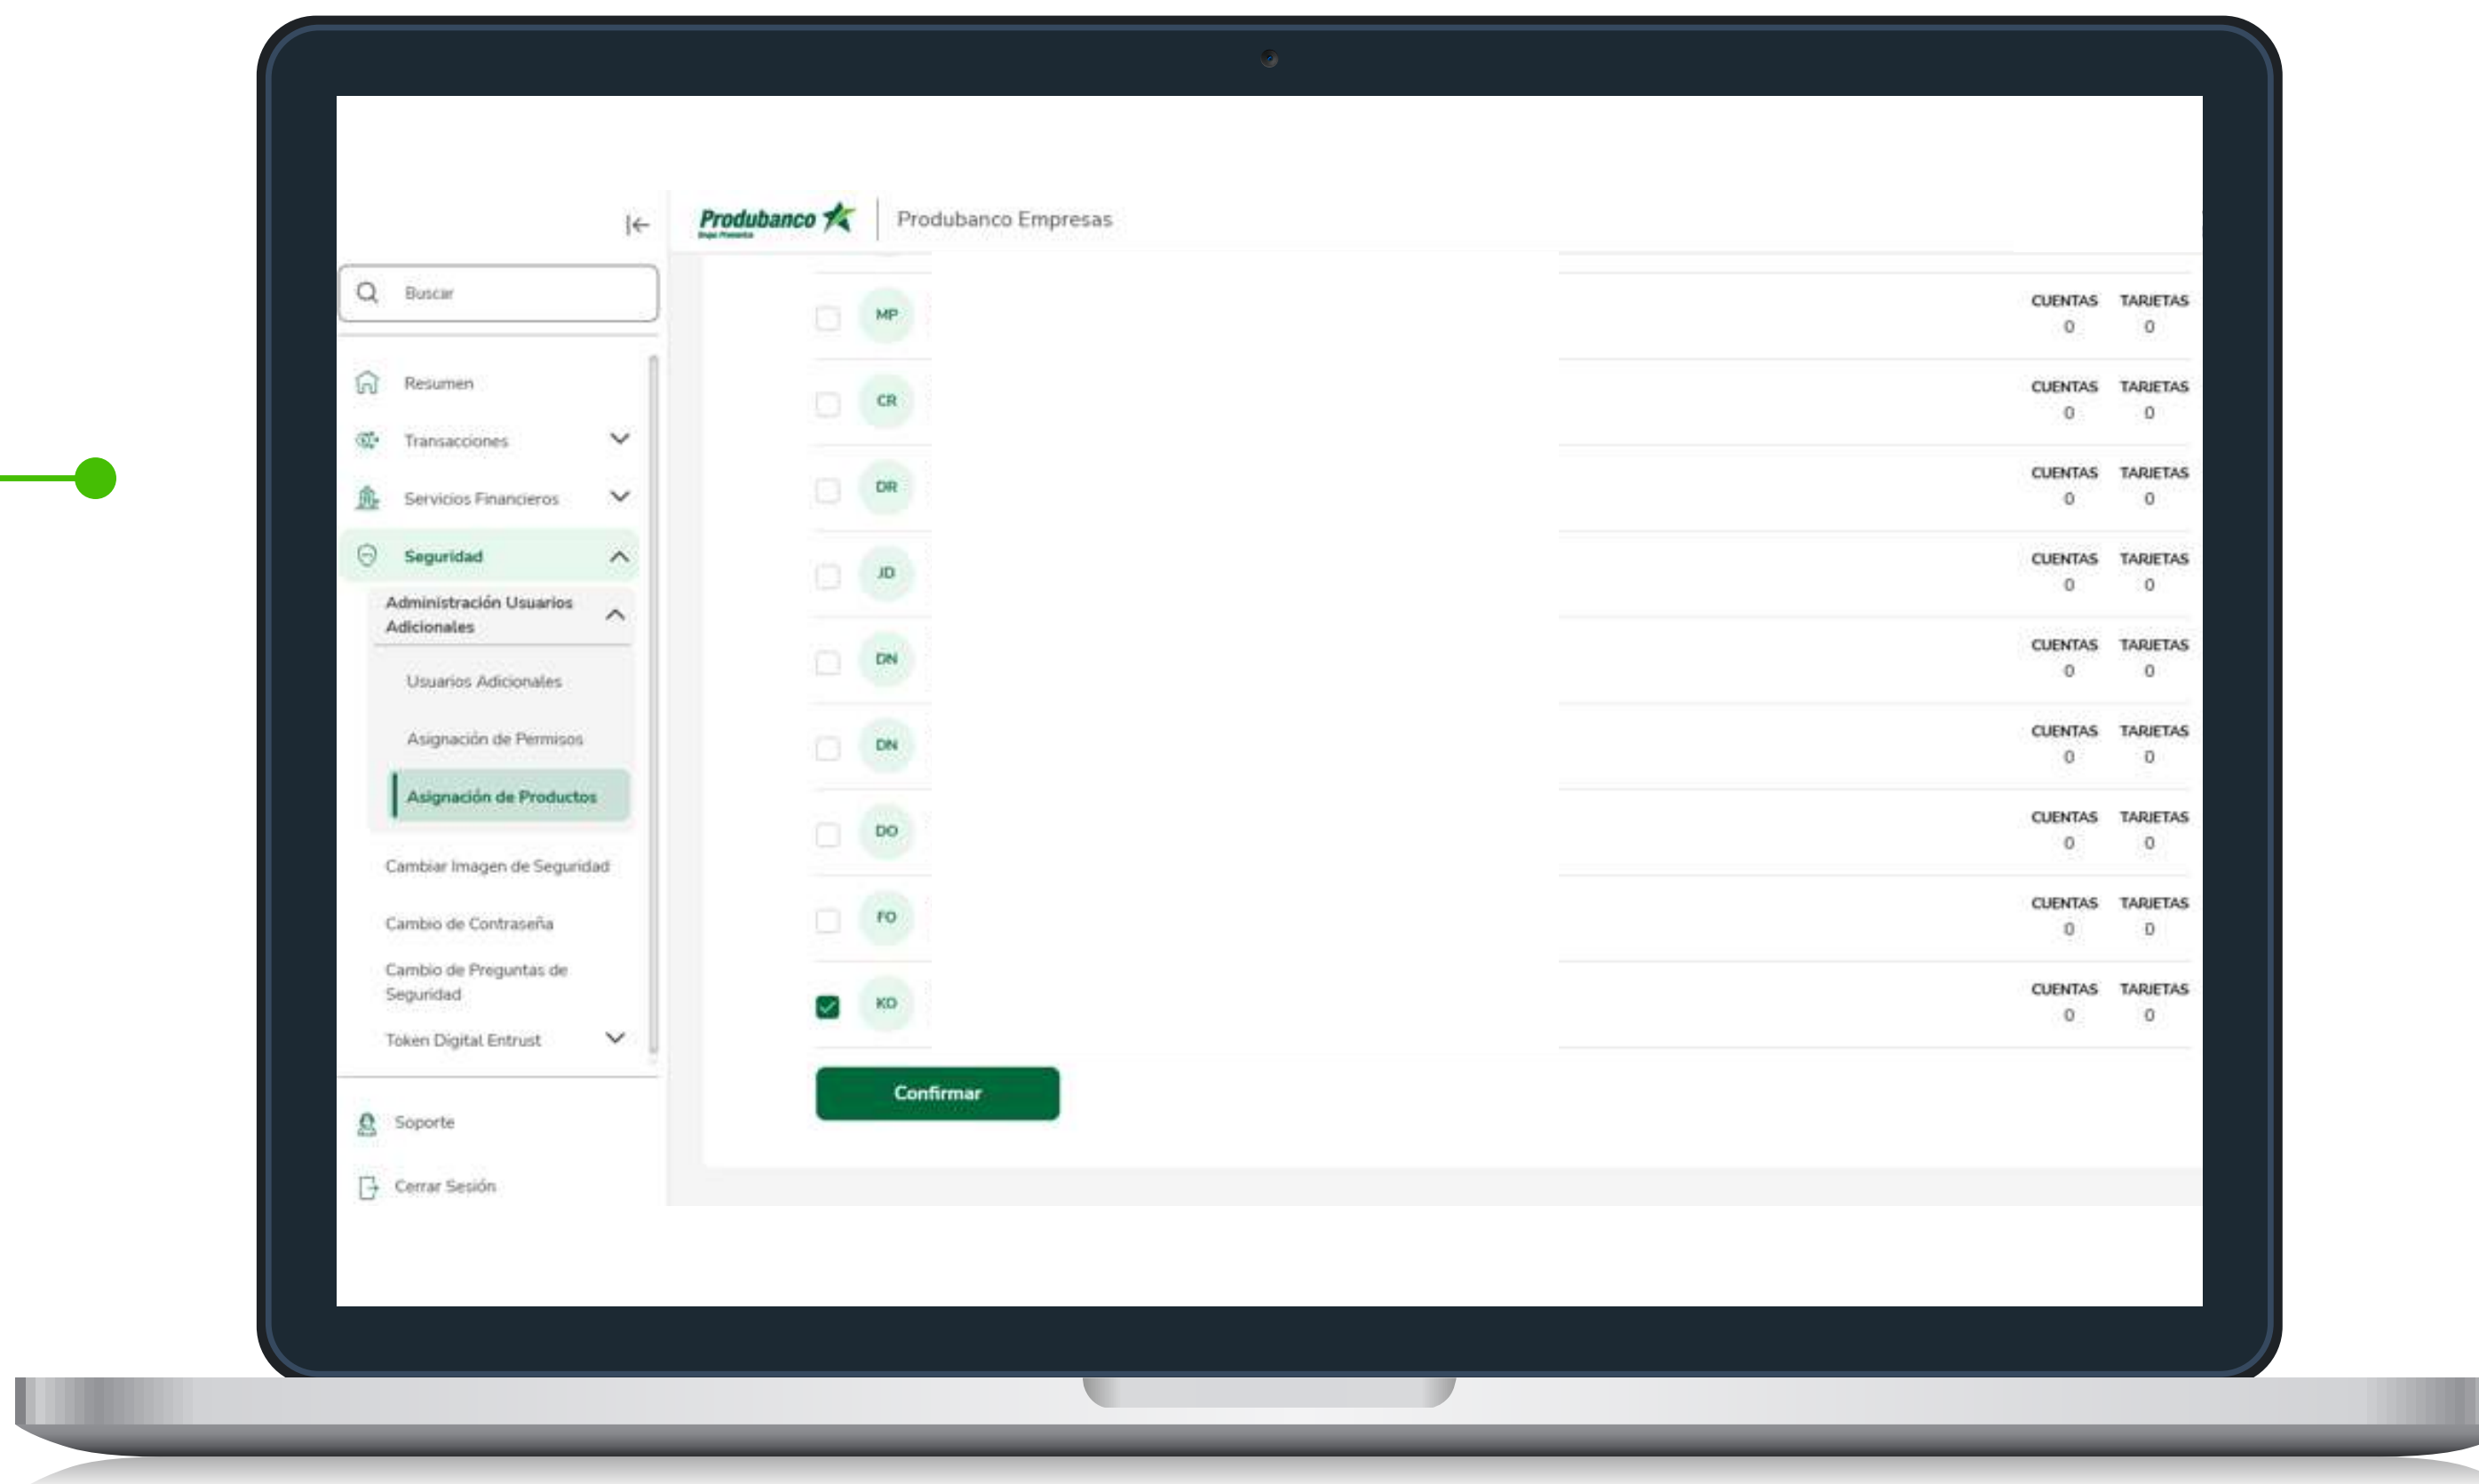 Produbanco
Grupo Promerica
Produbanco Empresas
Buscar
Resumen
Transacciones
Servicios Financieros
Seguridad
Administración Usuarios
Adicionales
Usuarios Adicionales
Asignación de Permisos
Asignación de Productos
Cambiar Imagen de Seguridad
Cambio de Contraseña
Cambio de Preguntas de
Seguridad
Token Digital Entrust
Soporte
Cerrar Sesión
MP CUENTAS TARJETAS
0 0
CR CUENTAS TARJETAS
0 0
DR CUENTAS TARJETAS
0 0
JD CUENTAS TARJETAS
0 0
DN CUENTAS TARJETAS
0 0
DN CUENTAS TARJETAS
0 0
DO CUENTAS TARJETAS
0 0
FO CUENTAS TARJETAS
0 0
KO CUENTAS TARJETAS
0 0
Confirmar